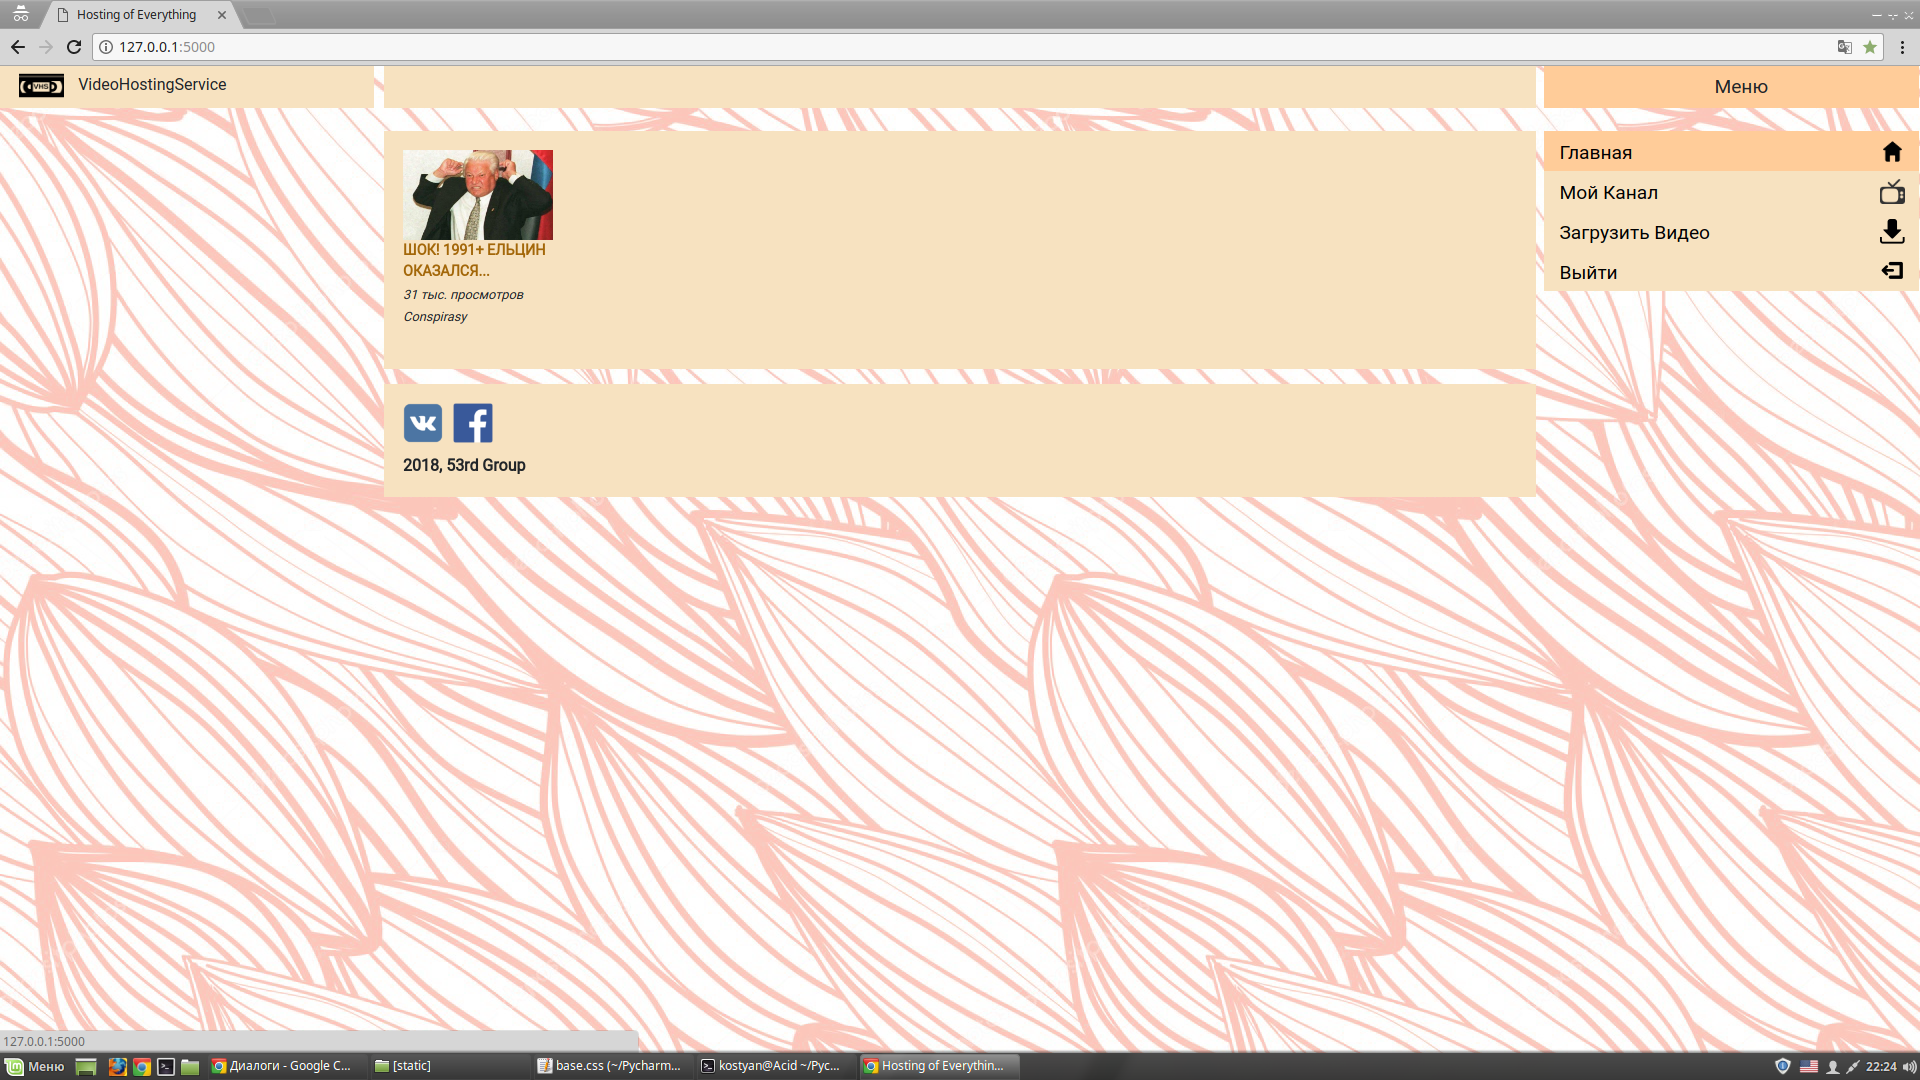 Hosting of Everything
127.0.0.1:5000
VHS
VideoHostingService
Меню
ШОК! 1991+ ЕЛЬЦИН
ОКАЗАЛСЯ...
31 тыс. просмотров
Conspirasy
Главная
Мой Канал
Загрузить Видео
Выйти
2018, 53rd Group
127.0.0.1:5000
Меню
Диалоги - Google C...
[static]
base.css (~/Pycharm...
kostyan@Acid ~/Pyc...
Hosting of Everythin...
22:24